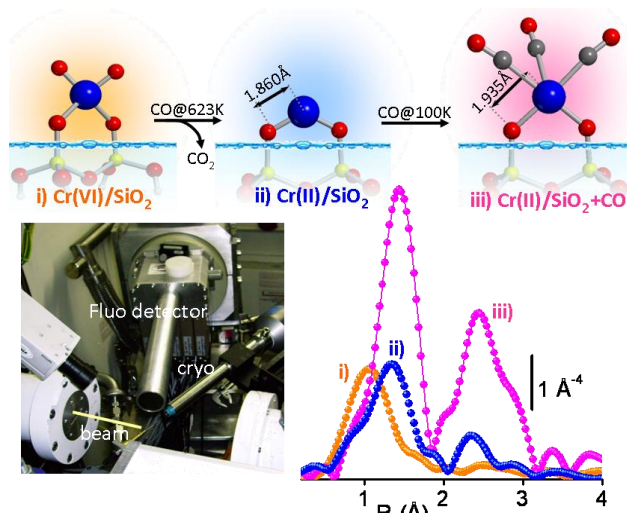 1.860Å
1.935Å
CO@623K
CO@100K
CO₂
i) Cr(VI)/SiO₂
ii) Cr(II)/SiO₂
iii) Cr(II)/SiO₂+CO
Fluo detector
cryo
beam
i)
ii)
iii)
1 Å⁻⁴
1 2 3 4
R (Å)